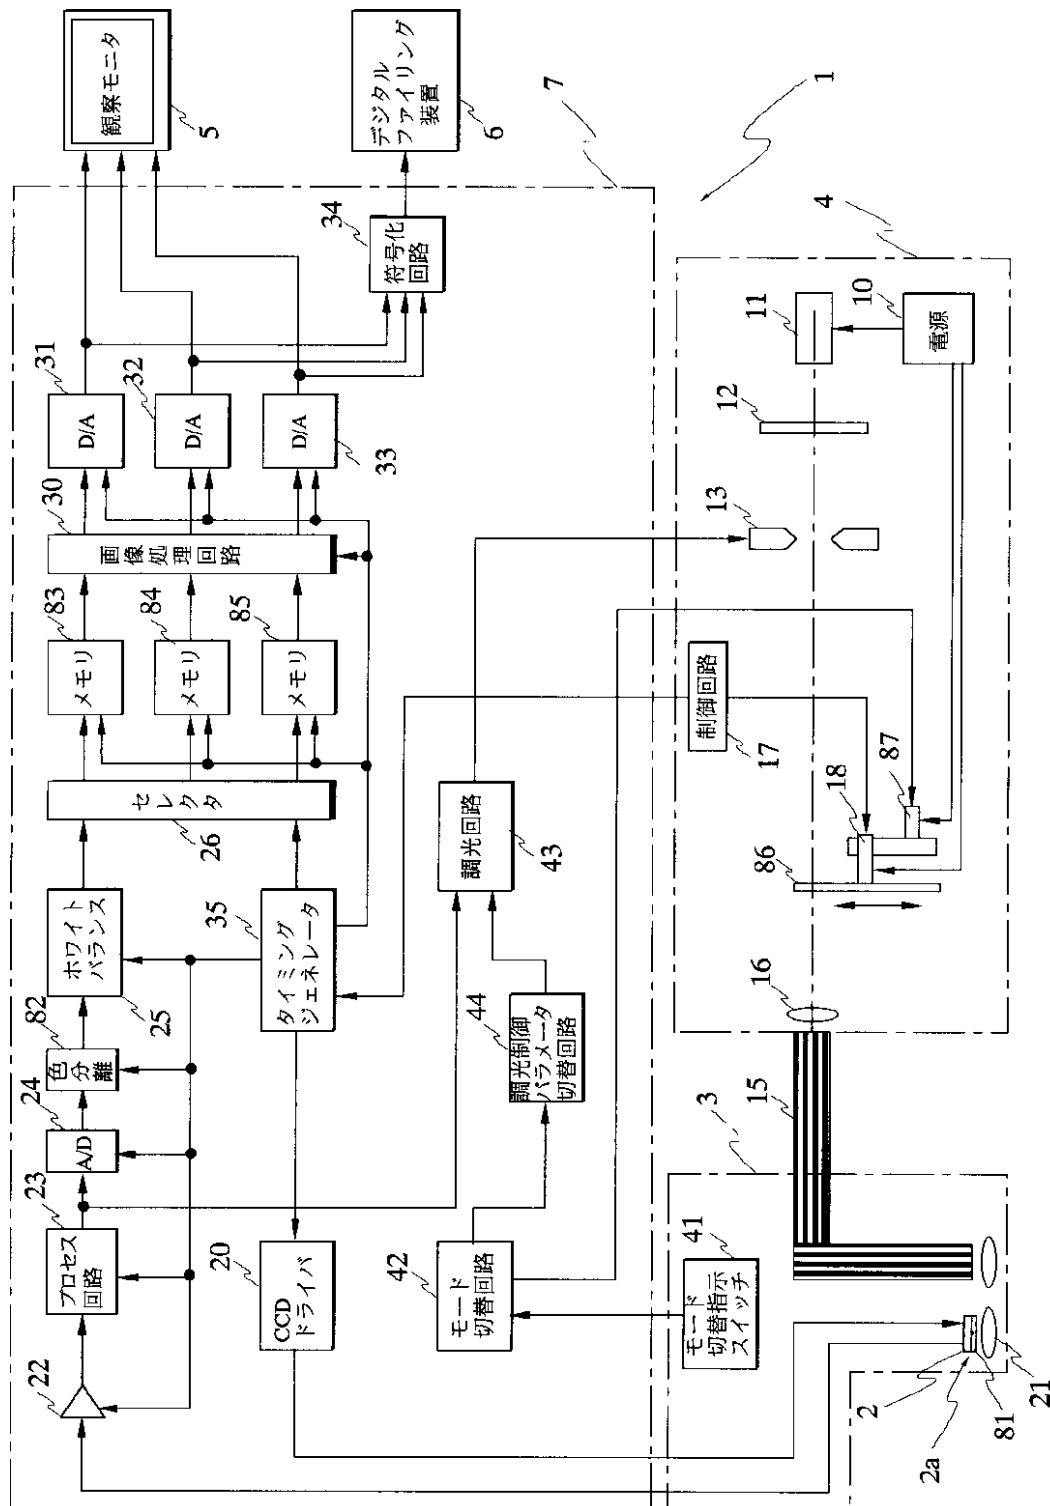 観察モニタ
5
デジタル
ファイリング
装置
6
7
1
34
符号化
回路
31
D/A
32
D/A
33
D/A
30
画像処理回路
83
メモリ
84
メモリ
85
メモリ
セレクタ
26
ホワイト
バランス
25
82
色分離
24
A/D
23
プロセス
回路
22
35
タイミング
ジェネレータ
20
CCD
ドライバ
調光回路
43
44
調光制御
パラメータ
切替回路
42
モード
切替回路
41
モード
切替指示
スイッチ
4
11
10
電源
12
13
制御回路
17
18
87
86
16
15
3
2
2a
81
21